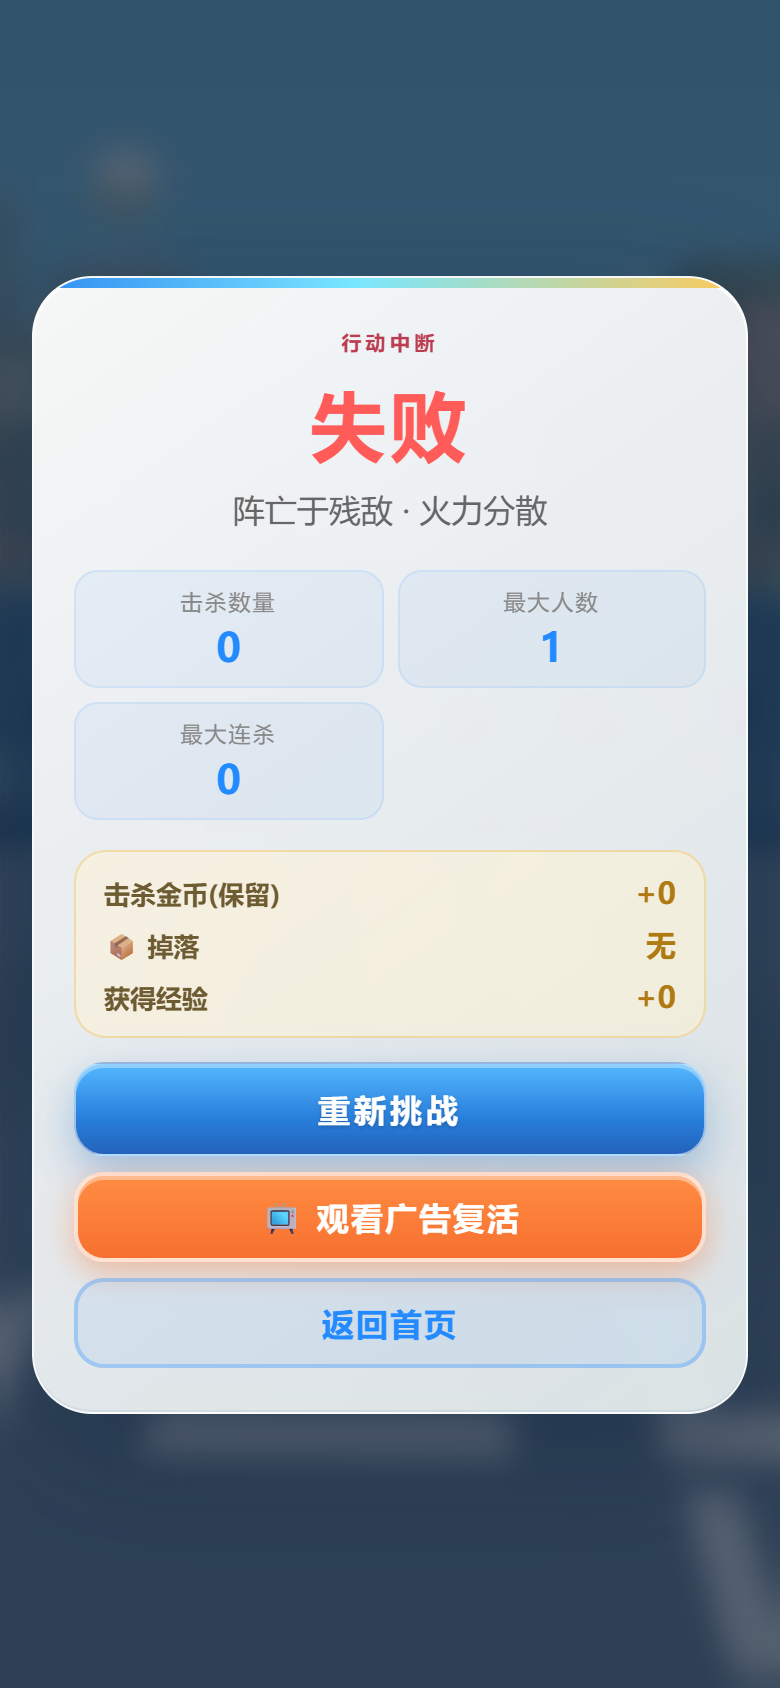 行动中断
失败
阵亡于残敌 · 火力分散
击杀数量
0
最大人数
1
最大连杀
0
击杀金币(保留) +0
掉落 无
获得经验 +0
重新挑战
观看广告复活
返回首页